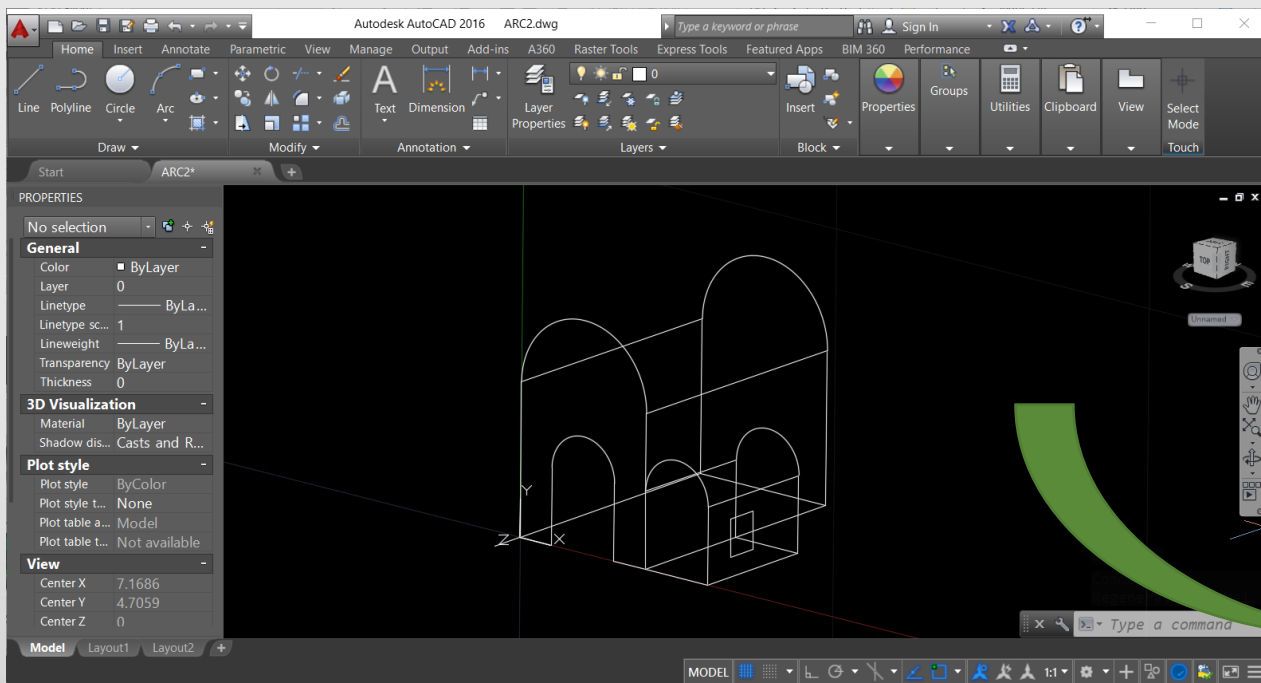 Autodesk AutoCAD 2016 ARC2.dwg
Type a keyword or phrase
Sign In
Home Insert Annotate Parametric View Manage Output Add-ins A360 Raster Tools Express Tools Featured Apps BIM 360 Performance
Line Polyline Circle Arc
Text Dimension
Layer Properties
0
Insert
Properties
Groups
Utilities
Clipboard
View
Select Mode
Draw Modify Annotation Layers Block Touch
Start ARC2*
PROPERTIES
No selection
General
Color ByLayer
Layer 0
Linetype ByLa...
Linetype sc... 1
Lineweight ByLa...
Transparency ByLayer
Thickness 0
3D Visualization
Material ByLayer
Shadow dis... Casts and R...
Plot style
Plot style ByColor
Plot style t... None
Plot table a... Model
Plot table t... Not available
View
Center X 7.1686
Center Y 4.7059
Center Z 0
Y
Z X
TOP
S E
Unnamed
Type a command
Model Layout1 Layout2
MODEL 1:1